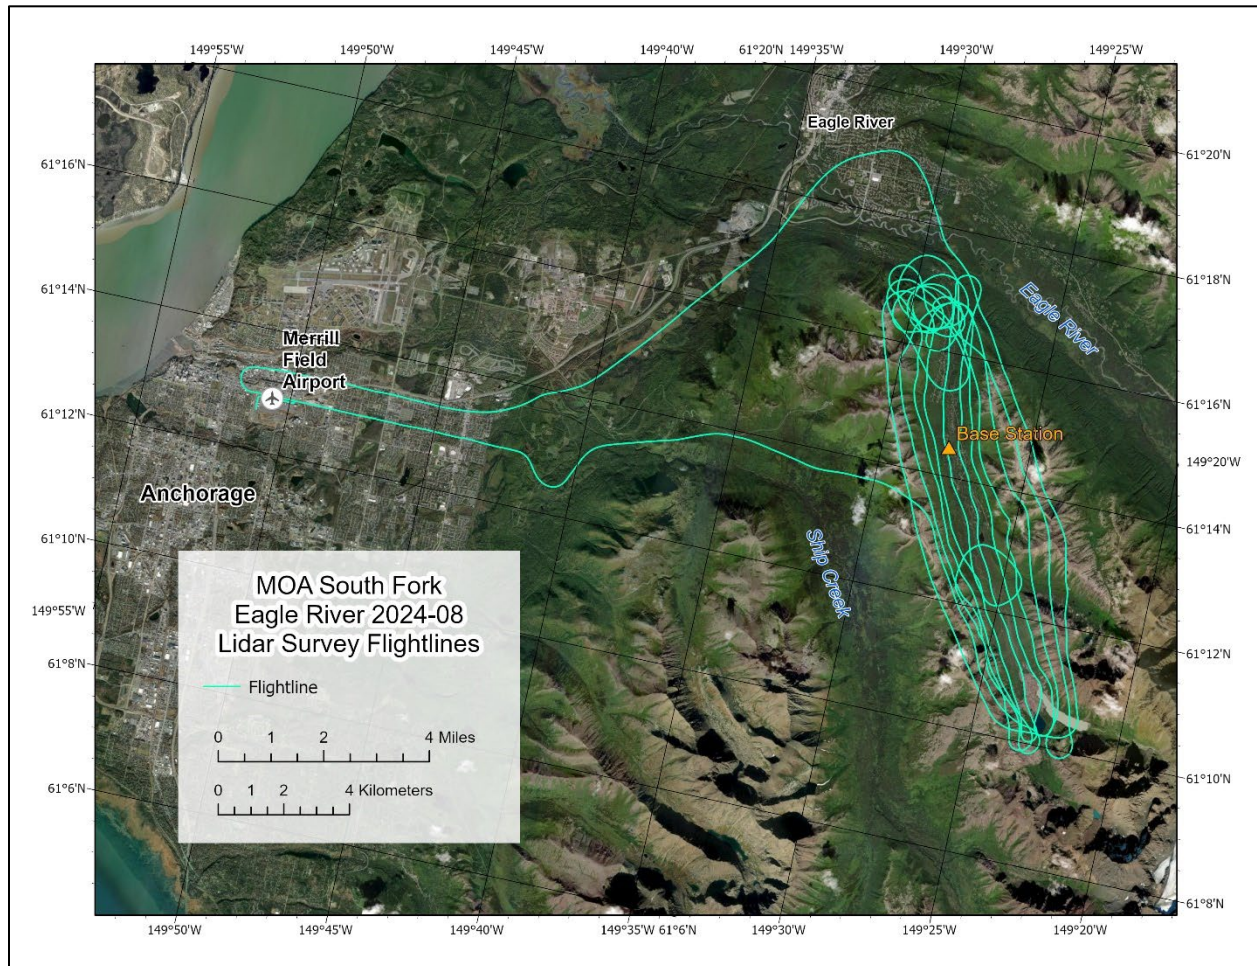 149°55'W 149°50'W 149°45'W 149°40'W 61°20'N 149°35'W 149°30'W 149°25'W
Eagle River
61°16'N
61°20'N
61°14'N
61°18'N
Eagle River
Merrill
Field
Airport
61°12'N
61°16'N
Base Station
149°20'W
Anchorage
61°10'N
61°14'N
Ship Creek
MOA South Fork
Eagle River 2024-08
Lidar Survey Flightlines
149°55'W
61°8'N
61°12'N
Flightline
0 1 2 4 Miles
0 1 2 4 Kilometers
61°6'N
61°10'N
61°8'N
149°50'W 149°45'W 149°40'W 149°35'W 61°6'N 149°30'W 149°25'W 149°20'W